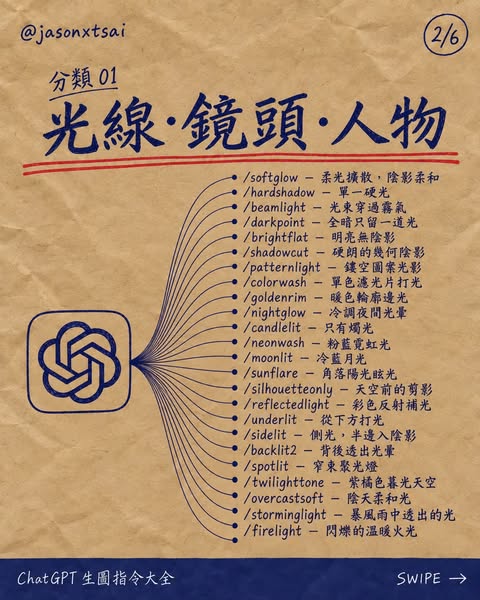 @jasonxtsai
2/6
分類 01
光線·鏡頭·人物
/softglow – 柔光擴散，陰影柔和
/hardshadow – 單一硬光
/beamlight – 光束穿過霧氣
/darkpoint – 全暗只留一道光
/brightflat – 明亮無陰影
/shadowcut – 硬朗的幾何陰影
/patternlight – 鏤空圖案光影
/colorwash – 單色濾光片打光
/goldenrim – 暖色輪廓邊光
/nightglow – 冷調夜間光暈
/candlelit – 只有燭光
/neonwash – 粉藍霓虹光
/moonlit – 冷藍月光
/sunflare – 角落陽光眩光
/silhouetteonly – 天空前的剪影
/reflectedlight – 彩色反射補光
/underlit – 從下方打光
/sidelit – 側光，半邊入陰影
/backlit2 – 背後透出光暈
/spotlit – 窄束聚光燈
/twilighttone – 紫橘色暮光天空
/overcastsoft – 陰天柔和光
/storminglight – 暴風雨中透出的光
/firelight – 閃爍的溫暖火光
ChatGPT 生圖指令大全
SWIPE →